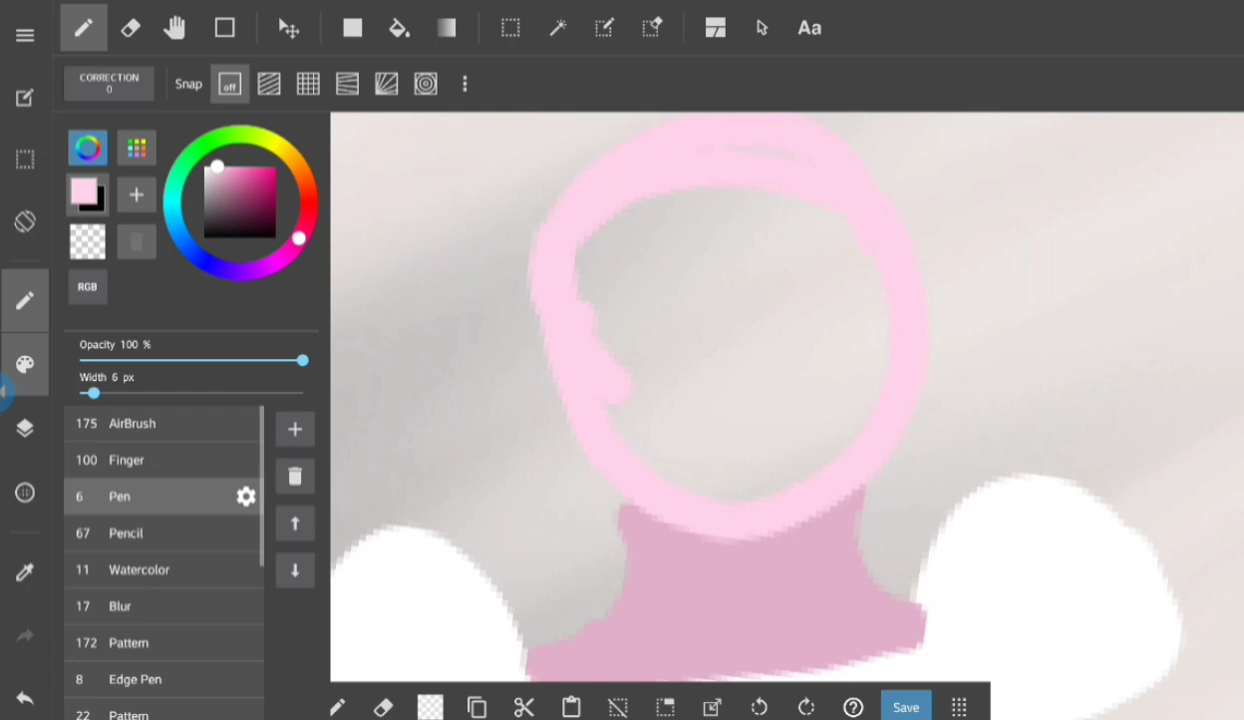 Aa
CORRECTION
0
Snap
off
RGB
Opacity 100 %
Width 6 px
175 AirBrush
100 Finger
6 Pen
67 Pencil
11 Watercolor
17 Blur
172 Pattern
8 Edge Pen
22 Pattern
Save